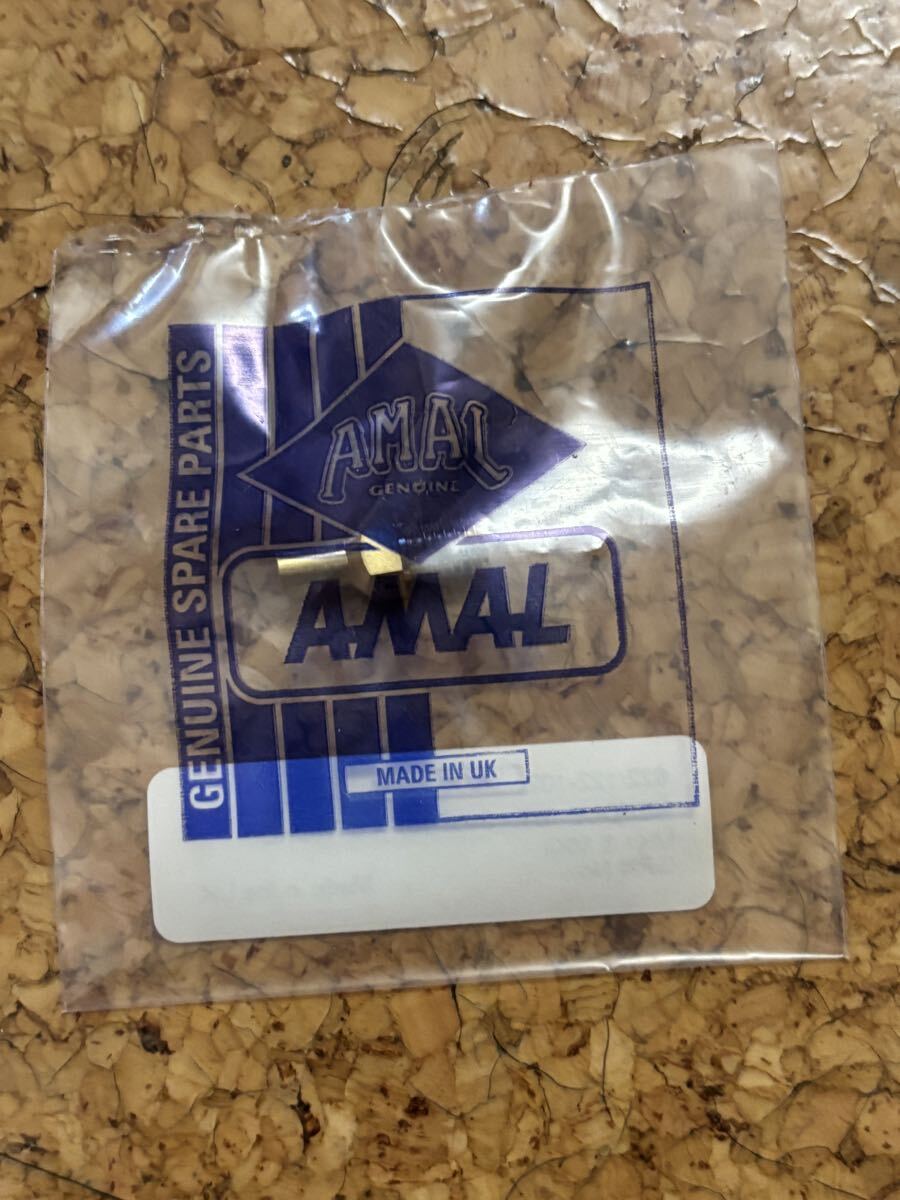 GENUINE SPARE PARTS
AMAL
GENUINE
AMAL
MADE IN UK